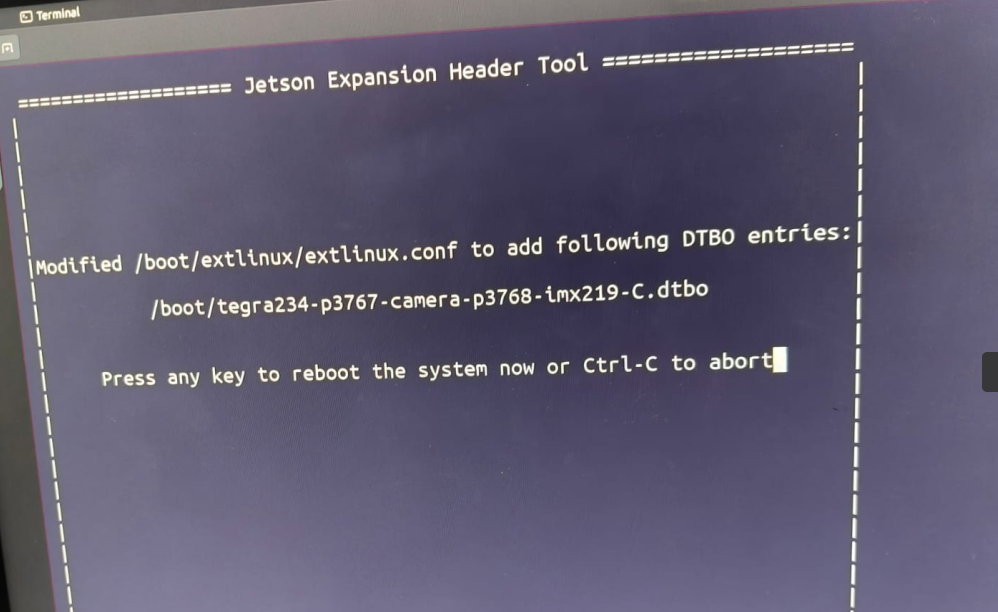 Terminal
=================== Jetson Expansion Header Tool ===================
Modified /boot/extlinux/extlinux.conf to add following DTBO entries:
/boot/tegra234-p3767-camera-p3768-imx219-C.dtbo
Press any key to reboot the system now or Ctrl-C to abort